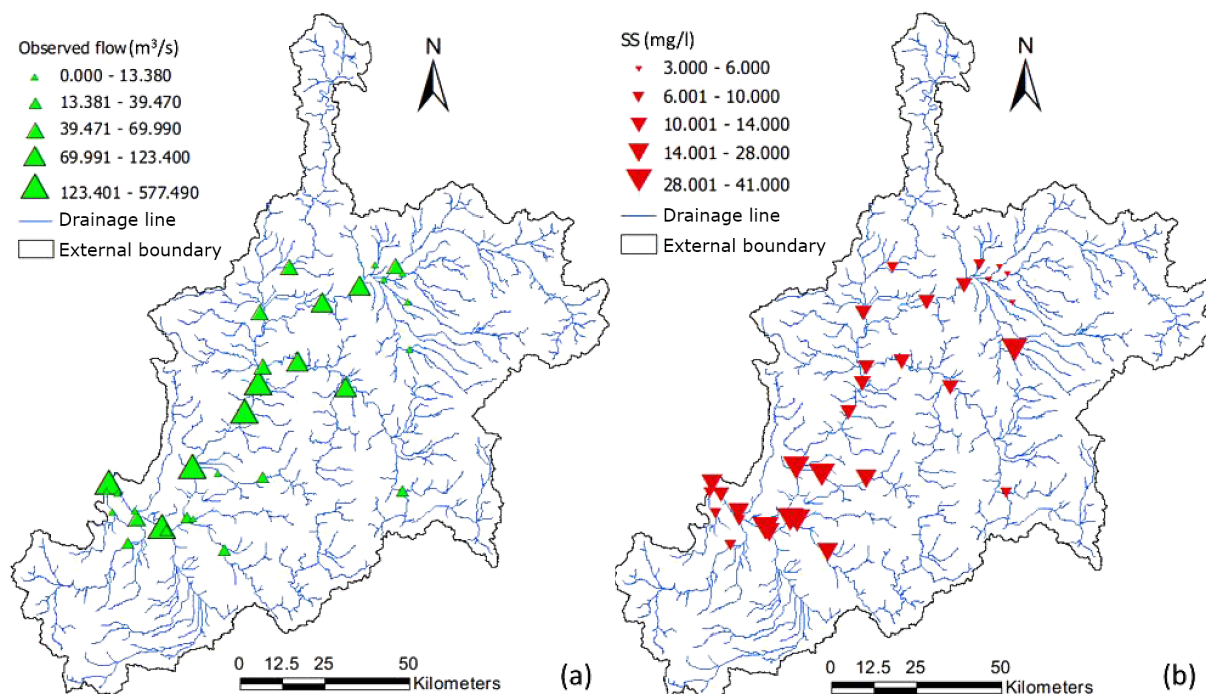 Observed flow (m³/s)
0.000 - 13.380
13.381 - 39.470
39.471 - 69.990
69.991 - 123.400
123.401 - 577.490
Drainage line
External boundary
N
0 12.5 25 50
Kilometers
(a)
SS (mg/l)
3.000 - 6.000
6.001 - 10.000
10.001 - 14.000
14.001 - 28.000
28.001 - 41.000
Drainage line
External boundary
N
0 12.5 25 50
Kilometers
(b)